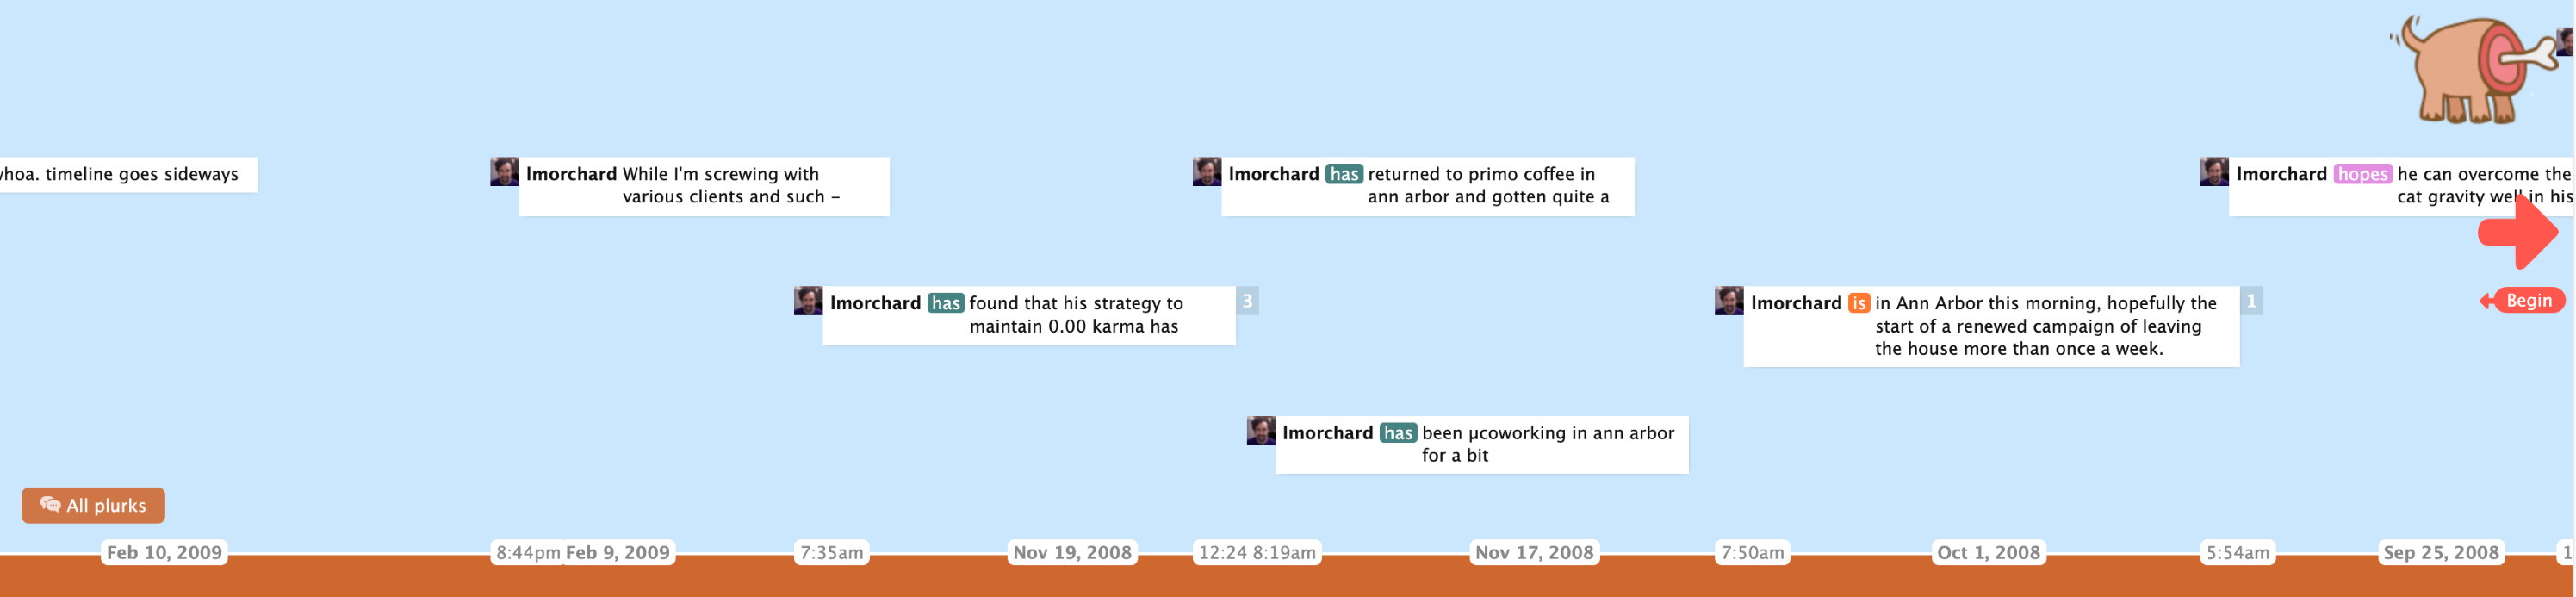 whoa. timeline goes sideways
lmorchard While I'm screwing with
various clients and such –
lmorchard has returned to primo coffee in
ann arbor and gotten quite a
lmorchard hopes he can overcome the
cat gravity well in his
lmorchard has found that his strategy to
maintain 0.00 karma has
3
lmorchard is in Ann Arbor this morning, hopefully the
start of a renewed campaign of leaving
the house more than once a week.
1
Begin
lmorchard has been µcoworking in ann arbor
for a bit
All plurks
Feb 10, 2009 8:44pm Feb 9, 2009 7:35am Nov 19, 2008 12:24 8:19am Nov 17, 2008 7:50am Oct 1, 2008 5:54am Sep 25, 2008 1